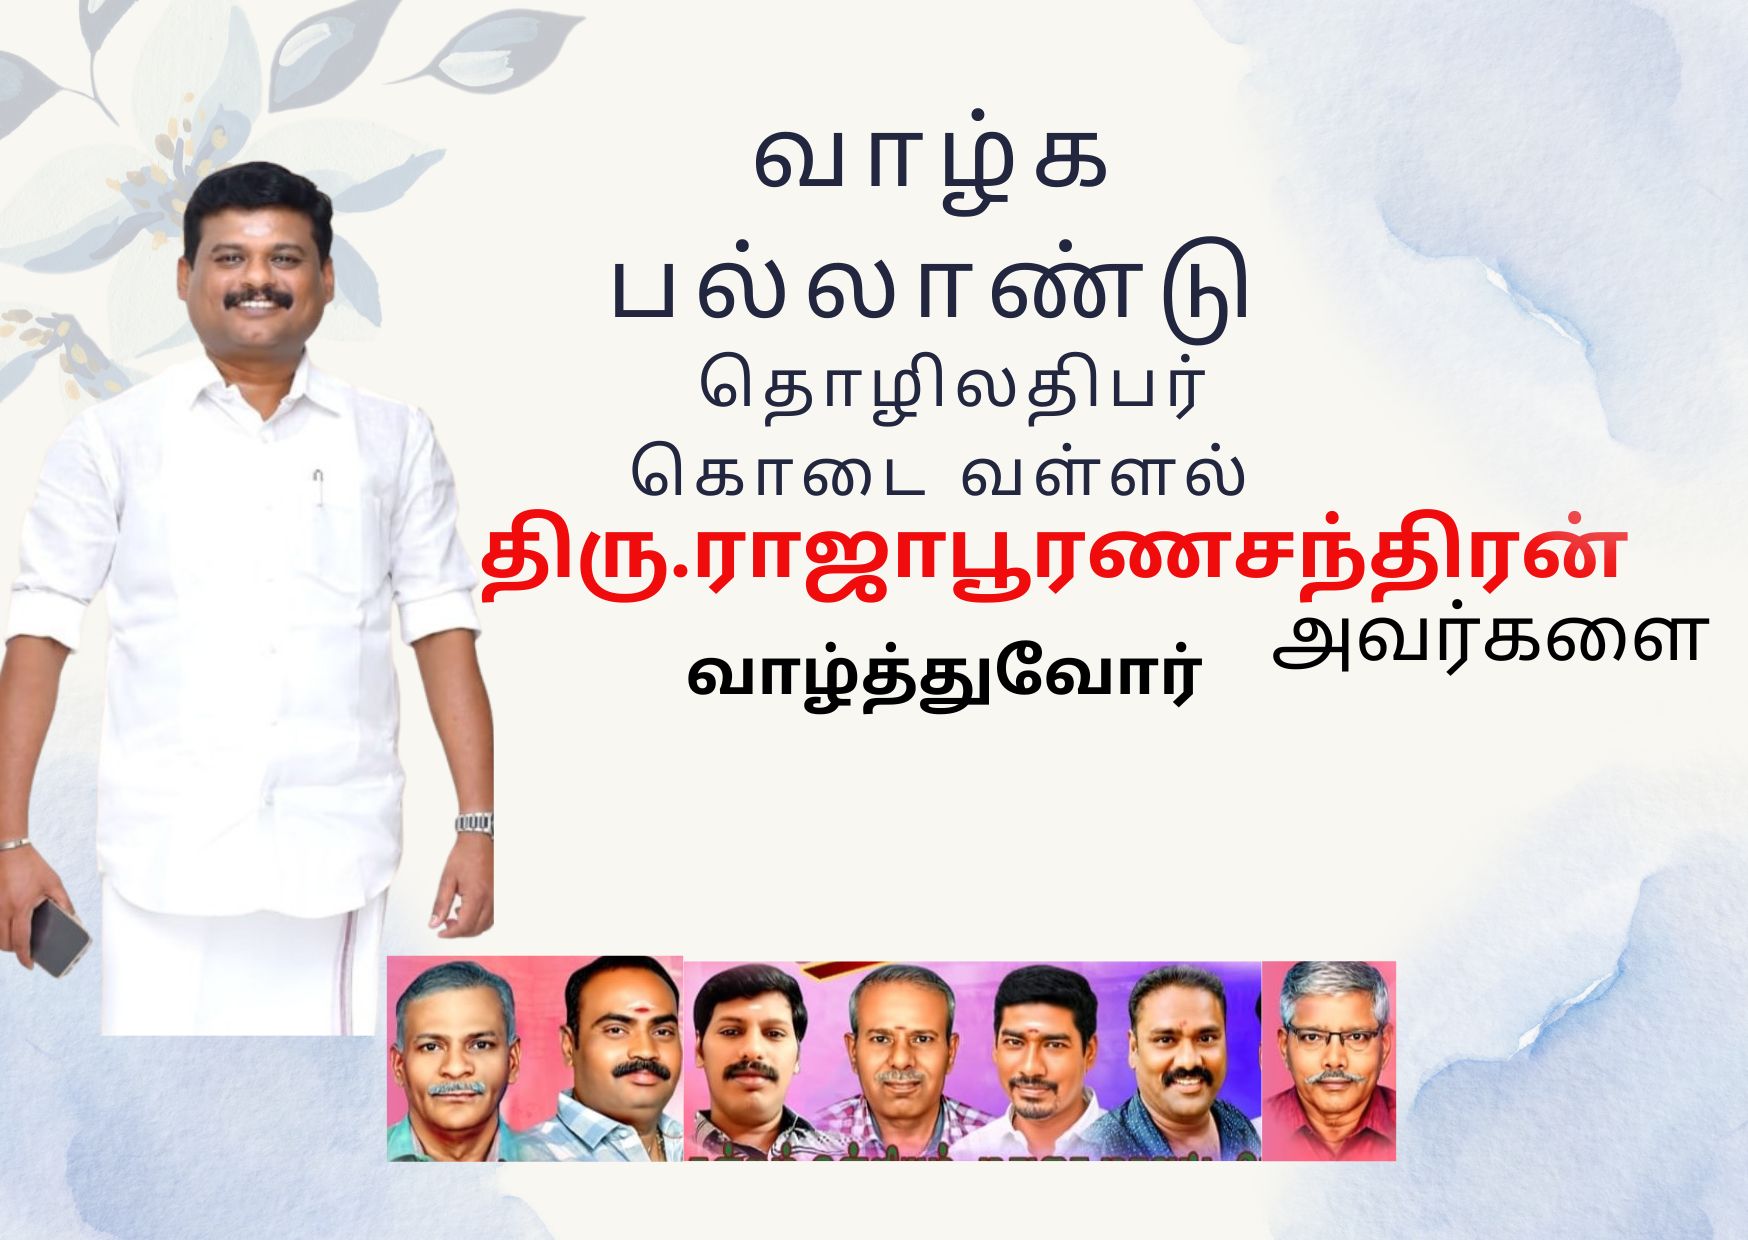 வாழ்க
பல்லாண்டு
தொழிலதிபர்
கொடை வள்ளல்
திரு.ராஜாபூரணசந்திரன்
அவர்களை
வாழ்த்துவோர்